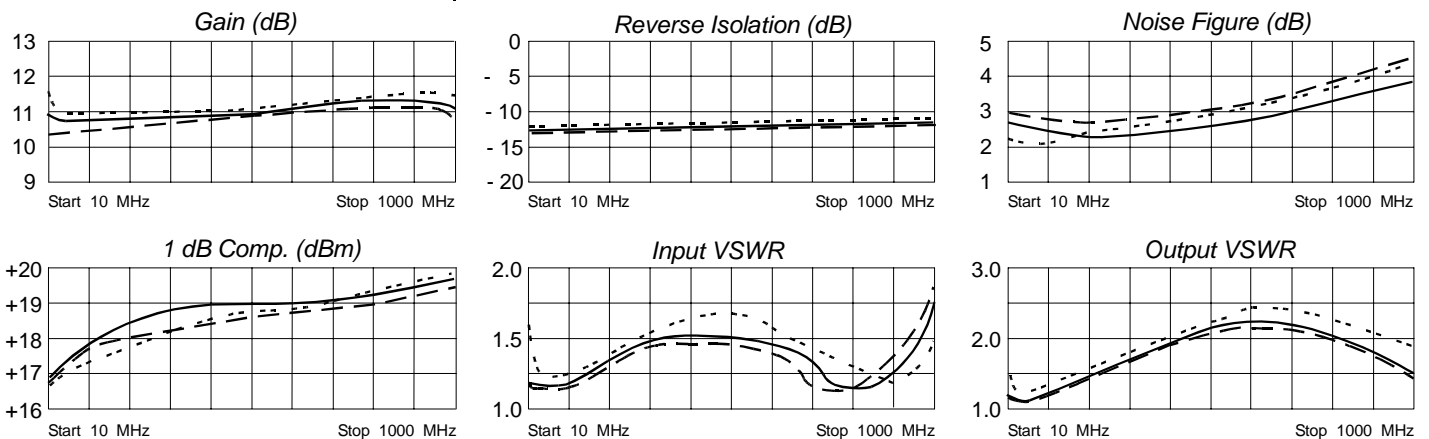 Gain (dB)
13
12
11
10
9
Start 10 MHz
Stop 1000 MHz
Reverse Isolation (dB)
0
- 5
- 10
- 15
- 20
Start 10 MHz
Stop 1000 MHz
Noise Figure (dB)
5
4
3
2
1
Start 10 MHz
Stop 1000 MHz
1 dB Comp. (dBm)
+20
+19
+18
+17
+16
Start 10 MHz
Stop 1000 MHz
Input VSWR
2.0
1.5
1.0
Start 10 MHz
Stop 1000 MHz
Output VSWR
3.0
2.0
1.0
Start 10 MHz
Stop 1000 MHz